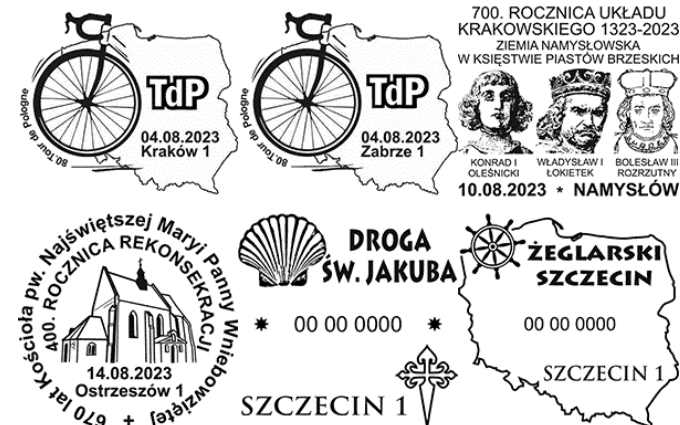 80. Tour de Pologne
TdP
04.08.2023
Kraków 1
80. Tour de Pologne
TdP
04.08.2023
Zabrze 1
700. ROCZNICA UKŁADU
KRAKOWSKIEGO 1323-2023
ZIEMIA NAMYSŁOWSKA
W KSIĘSTWIE PIASTÓW BRZESKICH
KONRAD I
OLEŚNICKI
WŁADYSŁAW I
ŁOKIETEK
BOLESŁAW III
ROZRZUTNY
10.08.2023 * NAMYSŁÓW
670 lat Kościoła pw. Najświętszej Maryi Panny Wniebowziętej +
400. ROCZNICA REKONSEKRACJI
14.08.2023
Ostrzeszów 1
DROGA
ŚW. JAKUBA
* 00 00 0000 *
SZCZECIN 1
ŻEGLARSKI
SZCZECIN
00 00 0000
SZCZECIN 1